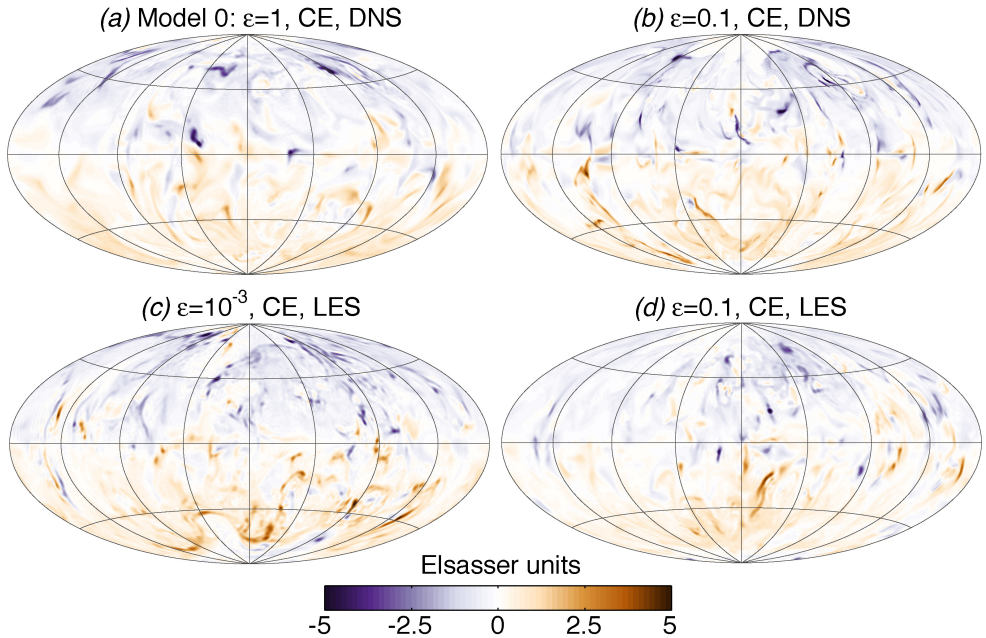 (a) Model 0: ε=1, CE, DNS
(b) ε=0.1, CE, DNS
(c) ε=10⁻³, CE, LES
(d) ε=0.1, CE, LES
Elsasser units
-5 -2.5 0 2.5 5